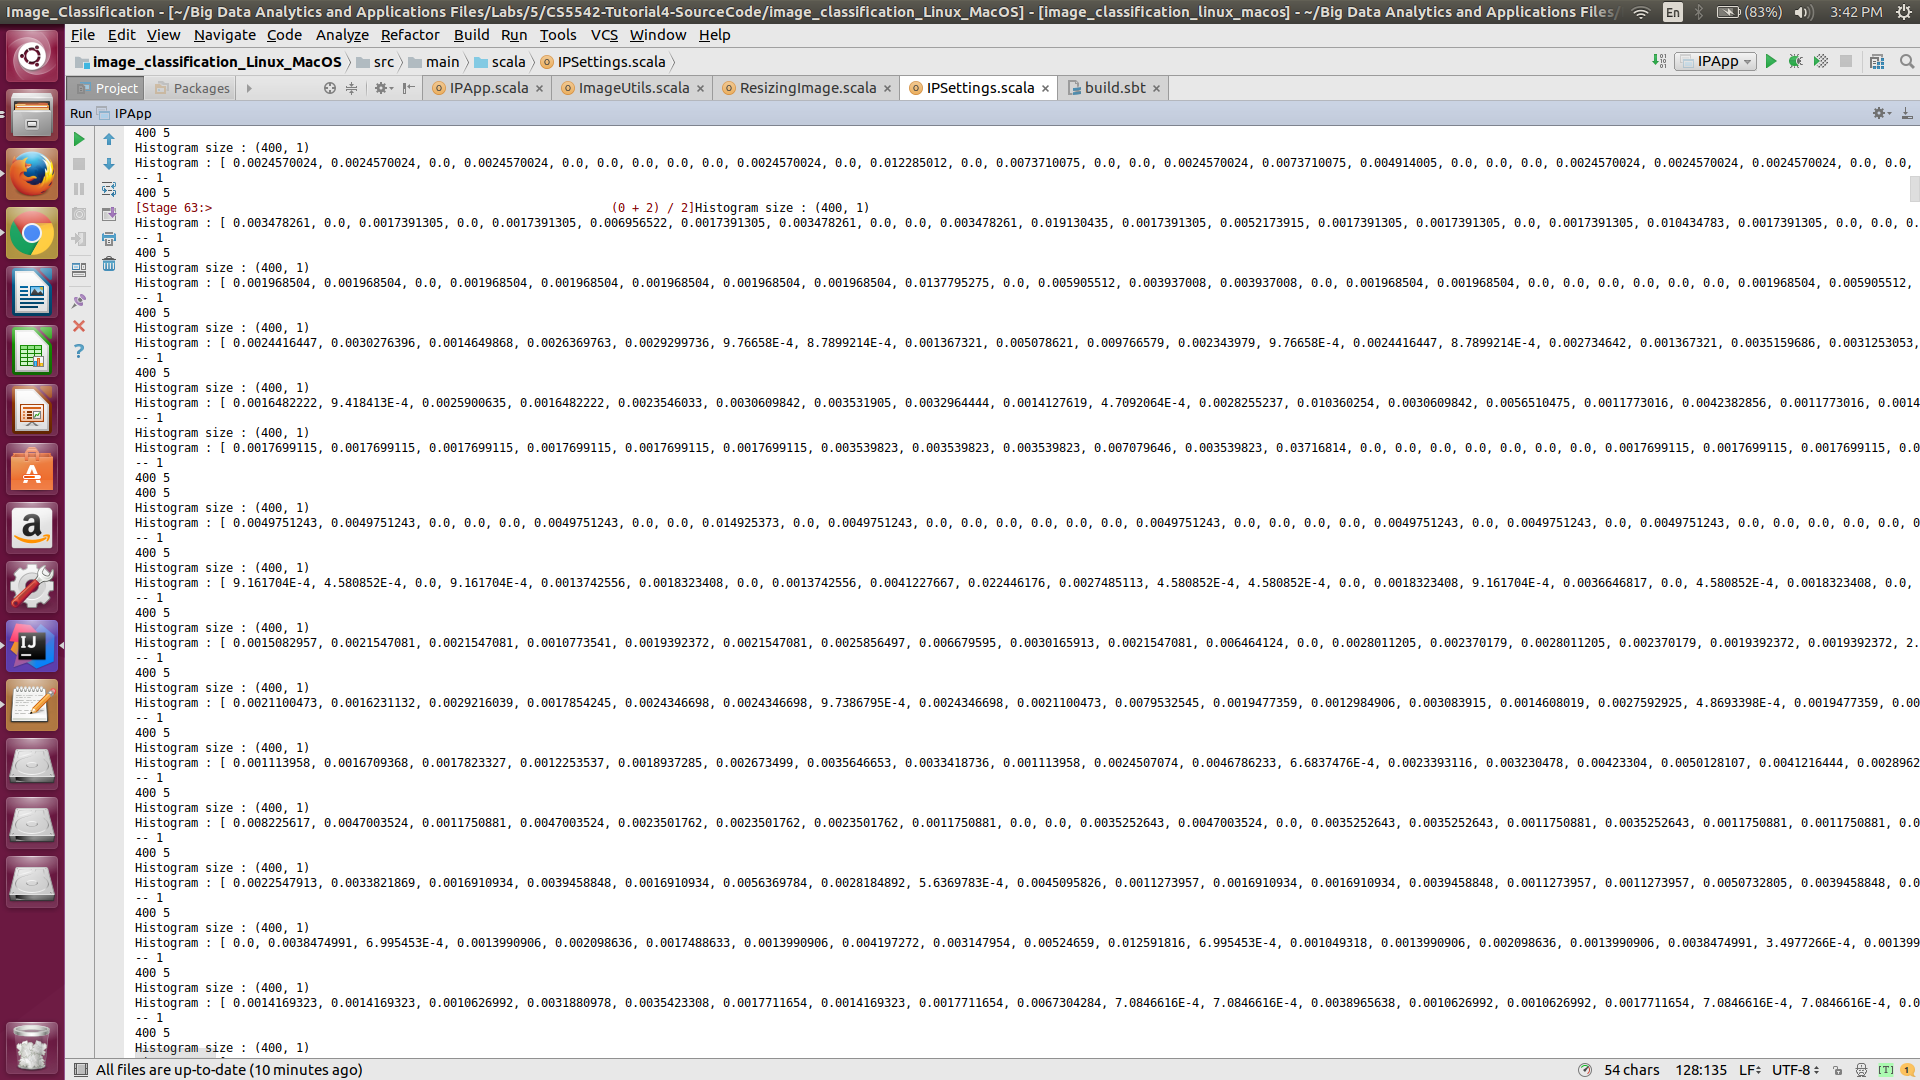 Image_Classification - [~/Big Data Analytics and Applications Files/Labs/5/CS5542-Tutorial4-SourceCode/image_classification_Linux_MacOS] - [image_classification_linux_macos] - ~/Big Data Analytics and Applications Files/
En (83%) 3:42 PM
File Edit View Navigate Code Analyze Refactor Build Run Tools VCS Window Help
image_classification_Linux_MacOS src main scala IPSettings.scala IPApp
Project Packages IPApp.scala ImageUtils.scala ResizingImage.scala IPSettings.scala build.sbt
Run IPApp
400 5
Histogram size : (400, 1)
Histogram : [ 0.0024570024, 0.0024570024, 0.0, 0.0024570024, 0.0, 0.0, 0.0, 0.0, 0.0, 0.0024570024, 0.0, 0.012285012, 0.0, 0.0073710075, 0.0, 0.0, 0.0024570024, 0.0073710075, 0.004914005, 0.0, 0.0, 0.0, 0.0024570024, 0.0024570024, 0.0024570024, 0.0, 0.0,
-- 1
400 5
[Stage 63:> (0 + 2) / 2]Histogram size : (400, 1)
Histogram : [ 0.003478261, 0.0, 0.0017391305, 0.0, 0.0017391305, 0.006956522, 0.0017391305, 0.003478261, 0.0, 0.0, 0.003478261, 0.019130435, 0.0017391305, 0.0052173915, 0.0017391305, 0.0017391305, 0.0, 0.0017391305, 0.010434783, 0.0017391305, 0.0, 0.0, 0.
-- 1
400 5
Histogram size : (400, 1)
Histogram : [ 0.001968504, 0.001968504, 0.0, 0.001968504, 0.001968504, 0.001968504, 0.001968504, 0.001968504, 0.0137795275, 0.0, 0.005905512, 0.003937008, 0.003937008, 0.0, 0.001968504, 0.001968504, 0.0, 0.0, 0.0, 0.0, 0.0, 0.0, 0.001968504, 0.005905512,
-- 1
400 5
Histogram size : (400, 1)
Histogram : [ 0.0024416447, 0.0030276396, 0.0014649868, 0.0026369763, 0.0029299736, 9.76658E-4, 8.7899214E-4, 0.001367321, 0.005078621, 0.009766579, 0.002343979, 9.76658E-4, 0.0024416447, 8.7899214E-4, 0.002734642, 0.001367321, 0.0035159686, 0.0031253053,
-- 1
400 5
Histogram size : (400, 1)
Histogram : [ 0.0016482222, 9.418413E-4, 0.0025900635, 0.0016482222, 0.0023546033, 0.0030609842, 0.003531905, 0.0032964444, 0.0014127619, 4.7092064E-4, 0.0028255237, 0.010360254, 0.0030609842, 0.0056510475, 0.0011773016, 0.0042382856, 0.0011773016, 0.0014
-- 1
Histogram size : (400, 1)
Histogram : [ 0.0017699115, 0.0017699115, 0.0017699115, 0.0017699115, 0.0017699115, 0.0017699115, 0.003539823, 0.003539823, 0.003539823, 0.007079646, 0.003539823, 0.03716814, 0.0, 0.0, 0.0, 0.0, 0.0, 0.0, 0.0, 0.0017699115, 0.0017699115, 0.0017699115, 0.0
-- 1
400 5
400 5
Histogram size : (400, 1)
Histogram : [ 0.0049751243, 0.0049751243, 0.0, 0.0, 0.0, 0.0049751243, 0.0, 0.0, 0.014925373, 0.0, 0.0049751243, 0.0, 0.0, 0.0, 0.0, 0.0, 0.0, 0.0049751243, 0.0, 0.0, 0.0, 0.0, 0.0049751243, 0.0, 0.0049751243, 0.0, 0.0049751243, 0.0, 0.0, 0.0, 0.0, 0.0, 0
-- 1
400 5
Histogram size : (400, 1)
Histogram : [ 9.161704E-4, 4.580852E-4, 0.0, 9.161704E-4, 0.0013742556, 0.0018323408, 0.0, 0.0013742556, 0.0041227667, 0.022446176, 0.0027485113, 4.580852E-4, 4.580852E-4, 0.0, 0.0018323408, 9.161704E-4, 0.0036646817, 0.0, 4.580852E-4, 0.0018323408, 0.0,
-- 1
400 5
Histogram size : (400, 1)
Histogram : [ 0.0015082957, 0.0021547081, 0.0021547081, 0.0010773541, 0.0019392372, 0.0021547081, 0.0025856497, 0.006679595, 0.0030165913, 0.0021547081, 0.006464124, 0.0, 0.0028011205, 0.002370179, 0.0028011205, 0.002370179, 0.0019392372, 0.0019392372, 2.
-- 1
400 5
Histogram size : (400, 1)
Histogram : [ 0.0021100473, 0.0016231132, 0.0029216039, 0.0017854245, 0.0024346698, 0.0024346698, 9.7386795E-4, 0.0024346698, 0.0021100473, 0.0079532545, 0.0019477359, 0.0012984906, 0.003083915, 0.0014608019, 0.0027592925, 4.8693398E-4, 0.0019477359, 0.00
-- 1
400 5
Histogram size : (400, 1)
Histogram : [ 0.001113958, 0.0016709368, 0.0017823327, 0.0012253537, 0.0018937285, 0.002673499, 0.0035646653, 0.0033418736, 0.001113958, 0.0024507074, 0.0046786233, 6.6837476E-4, 0.0023393116, 0.003230478, 0.00423304, 0.0050128107, 0.0041216444, 0.0028962
-- 1
400 5
Histogram size : (400, 1)
Histogram : [ 0.008225617, 0.0047003524, 0.0011750881, 0.0047003524, 0.0023501762, 0.0023501762, 0.0023501762, 0.0011750881, 0.0, 0.0, 0.0035252643, 0.0047003524, 0.0, 0.0035252643, 0.0035252643, 0.0011750881, 0.0035252643, 0.0011750881, 0.0011750881, 0.0
-- 1
400 5
Histogram size : (400, 1)
Histogram : [ 0.0022547913, 0.0033821869, 0.0016910934, 0.0039458848, 0.0016910934, 0.0056369784, 0.0028184892, 5.6369783E-4, 0.0045095826, 0.0011273957, 0.0016910934, 0.0016910934, 0.0039458848, 0.0011273957, 0.0011273957, 0.0050732805, 0.0039458848, 0.0
-- 1
400 5
Histogram size : (400, 1)
Histogram : [ 0.0, 0.0038474991, 6.995453E-4, 0.0013990906, 0.002098636, 0.0017488633, 0.0013990906, 0.004197272, 0.003147954, 0.00524659, 0.012591816, 6.995453E-4, 0.001049318, 0.0013990906, 0.002098636, 0.0013990906, 0.0038474991, 3.4977266E-4, 0.001399
-- 1
400 5
Histogram size : (400, 1)
Histogram : [ 0.0014169323, 0.0014169323, 0.0010626992, 0.0031880978, 0.0035423308, 0.0017711654, 0.0014169323, 0.0017711654, 0.0067304284, 7.0846616E-4, 7.0846616E-4, 0.0038965638, 0.0010626992, 0.0010626992, 0.0017711654, 7.0846616E-4, 7.0846616E-4, 0.0
-- 1
400 5
Histogram size : (400, 1)
All files are up-to-date (10 minutes ago) 54 chars 128:135 LF UTF-8 [T] 1